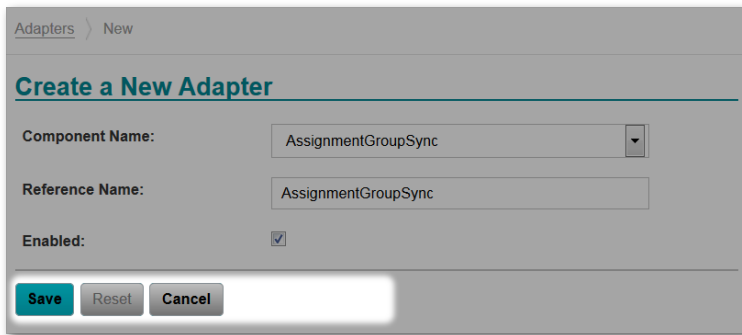 Adapters > New
Create a New Adapter
Component Name: AssignmentGroupSync
Reference Name: AssignmentGroupSync
Enabled:
Save Reset Cancel